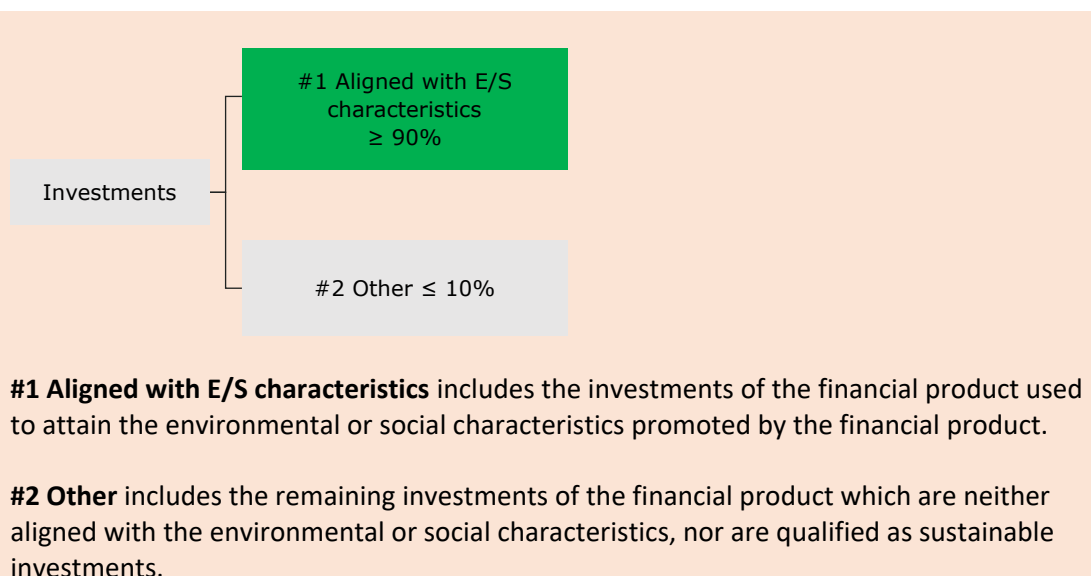 #1 Aligned with E/S
characteristics
≥ 90%
Investments
#2 Other ≤ 10%
#1 Aligned with E/S characteristics includes the investments of the financial product used
to attain the environmental or social characteristics promoted by the financial product.
#2 Other includes the remaining investments of the financial product which are neither
aligned with the environmental or social characteristics, nor are qualified as sustainable
investments.